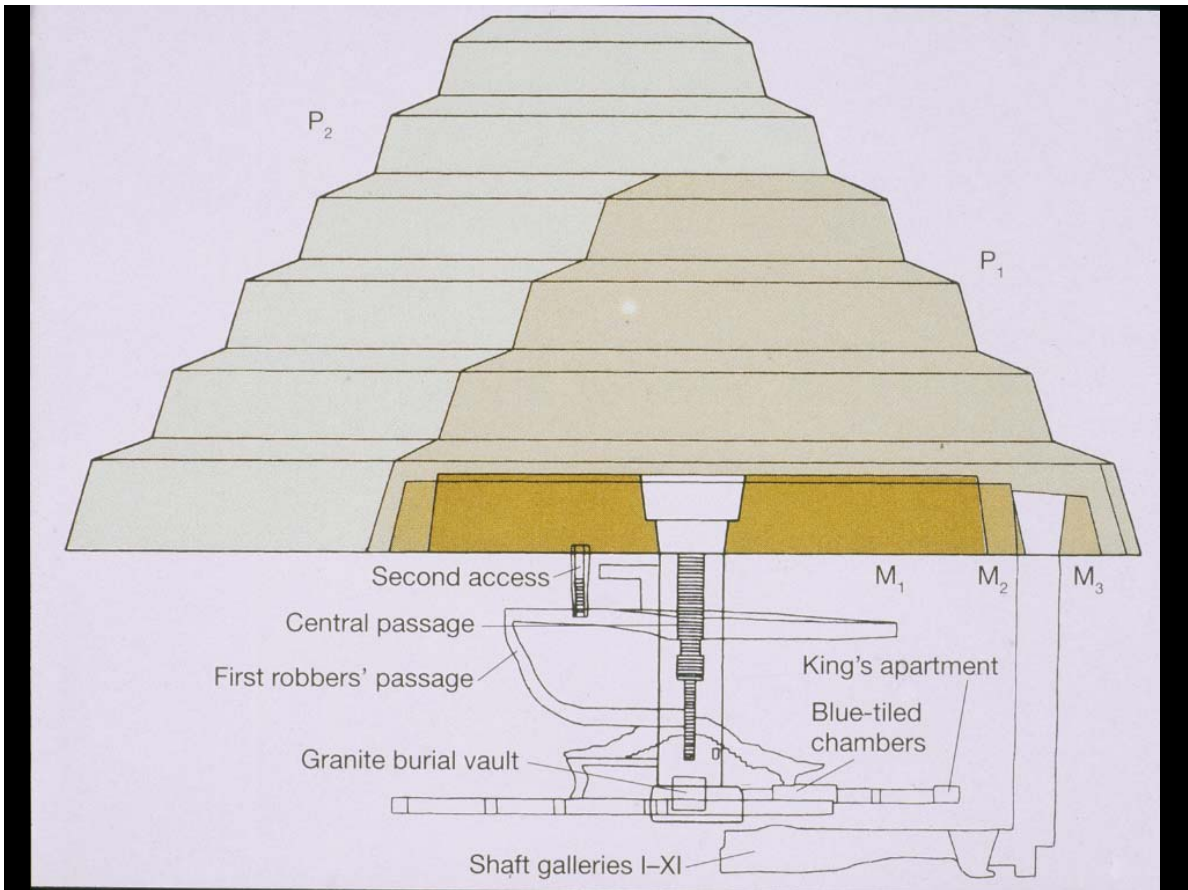 P₂
P₁
Second access
M₁
M₂
M₃
Central passage
First robbers' passage
King's apartment
Blue-tiled
chambers
Granite burial vault
Shaft galleries I–XI